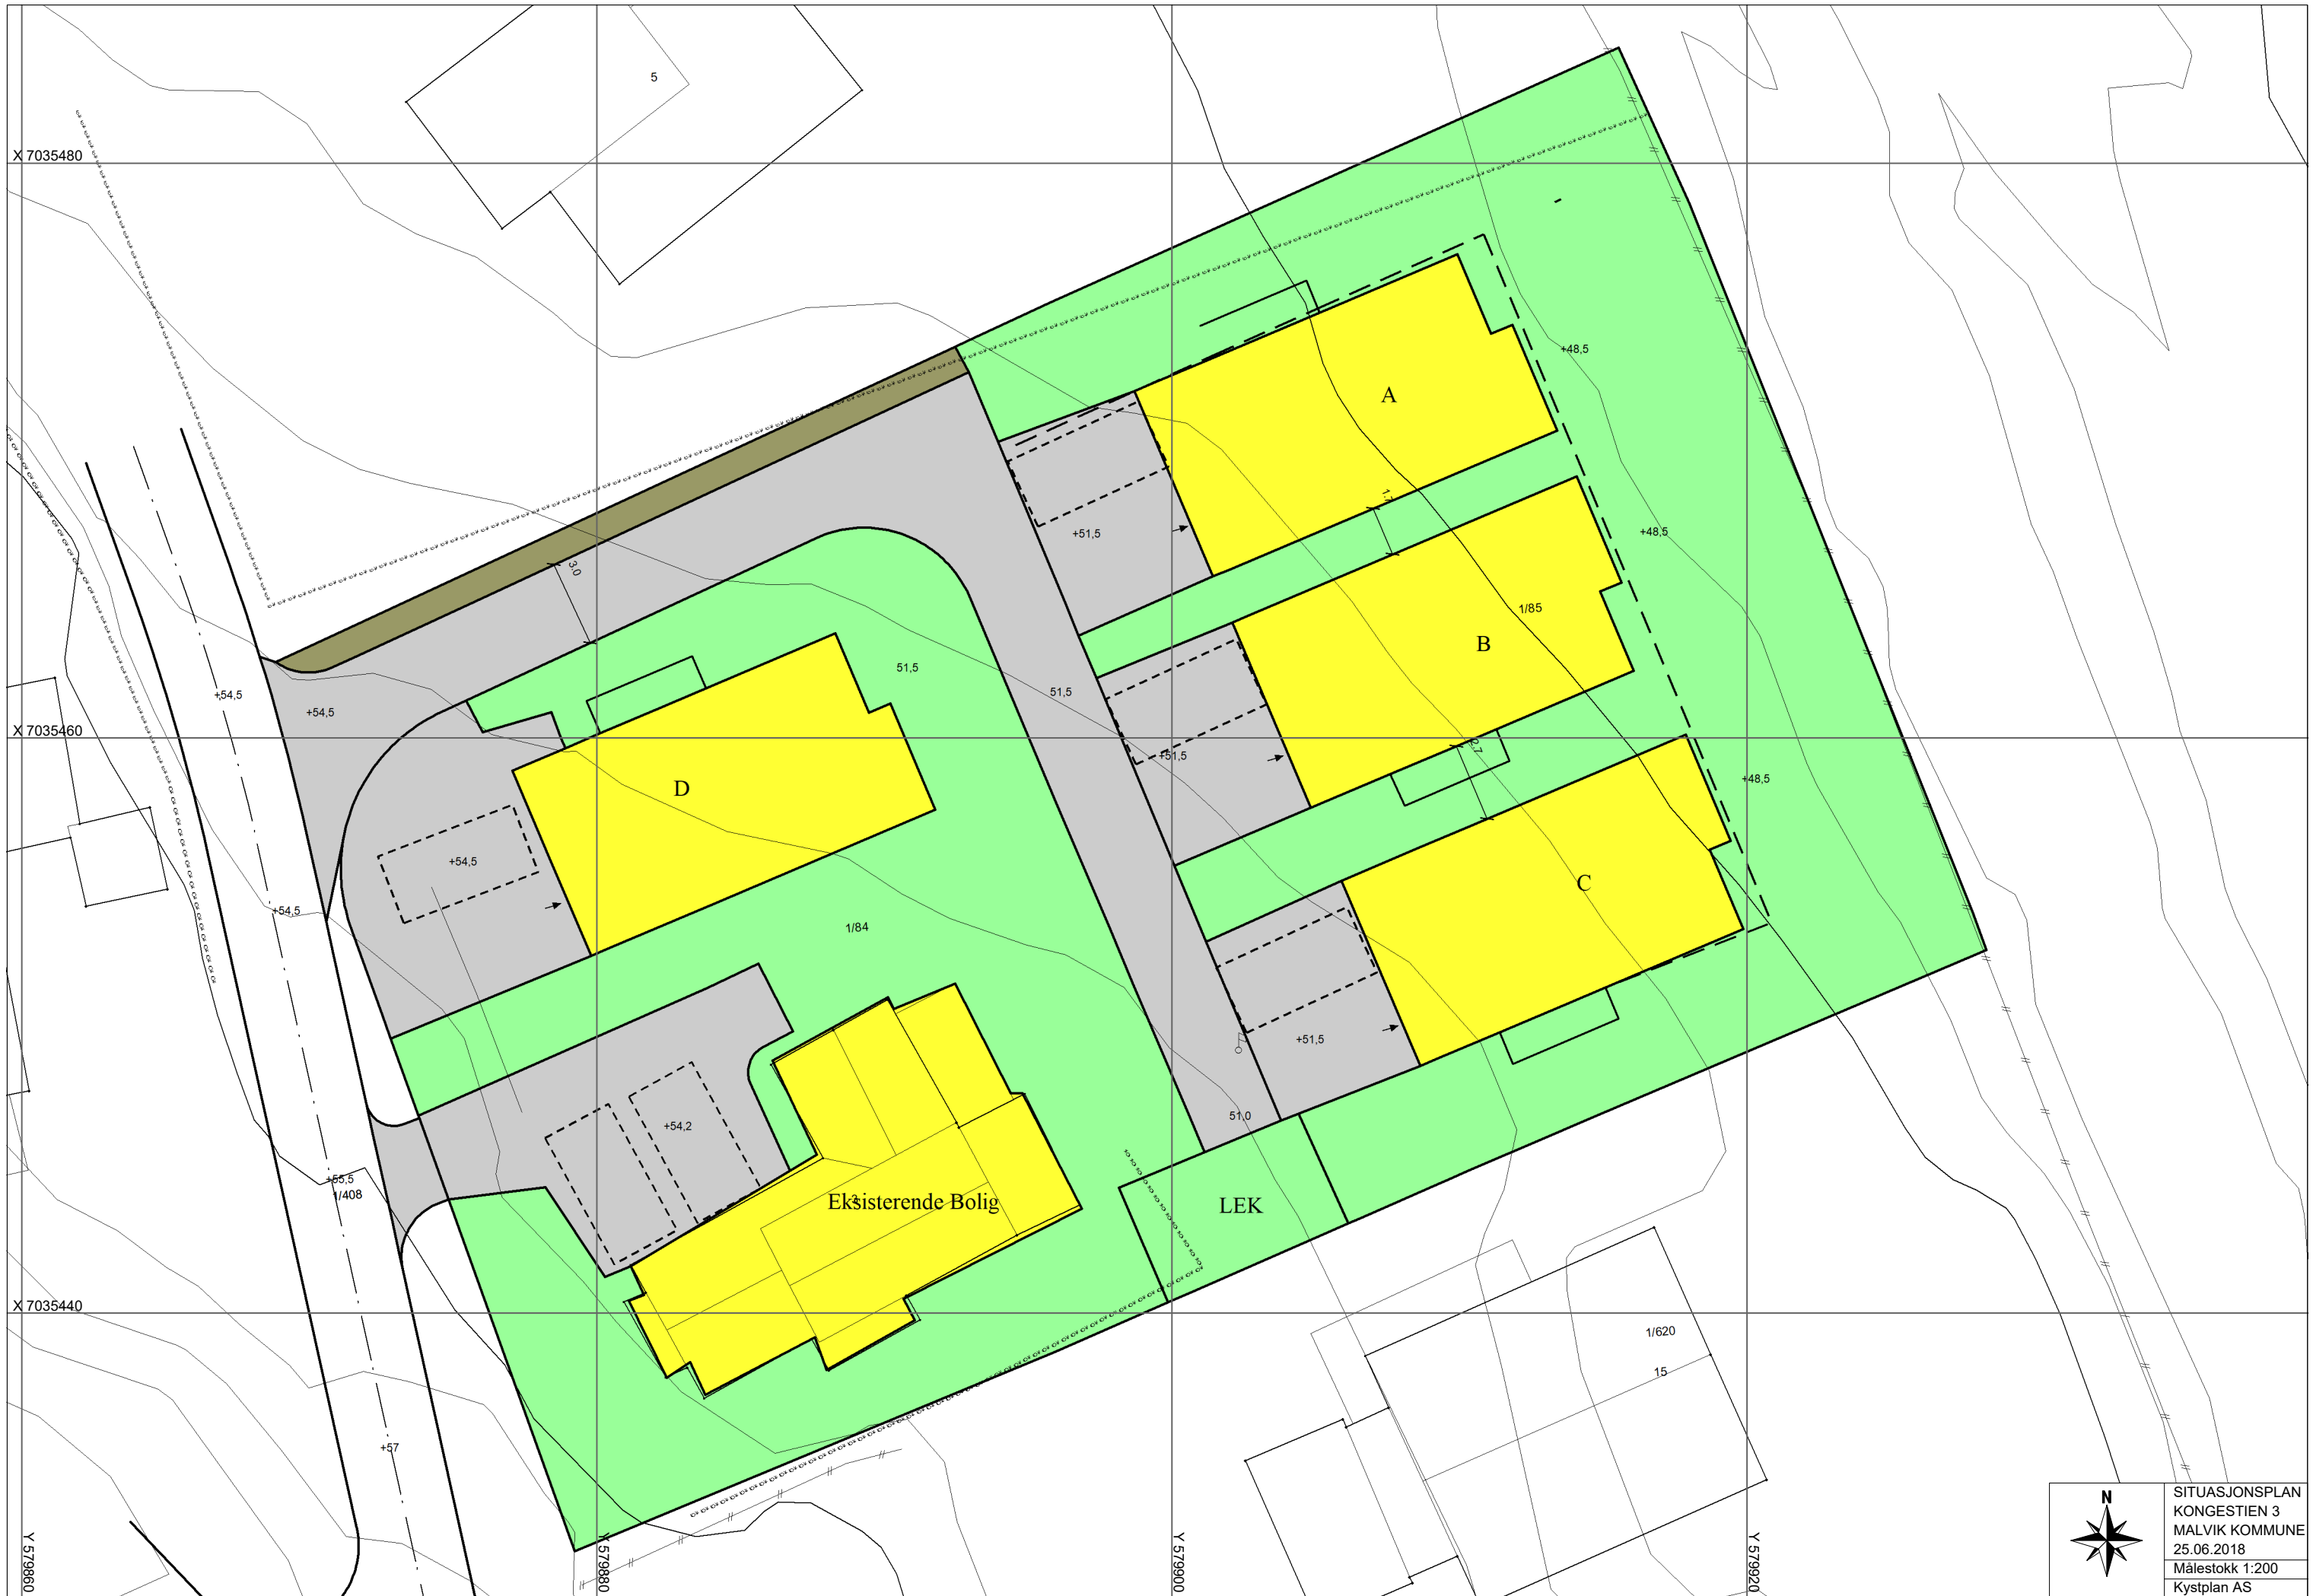 5
X 7035480
A
+48,5
+51,5
1.7
+48,5
3.0
1/85
B
51,5
51,5
+54,5
+54,5
X 7035460
2,7
+51,5
+48,5
D
+54,5
C
+54,5
1/84
+51,5
51,0
+54,2
+55,5
1/408
Eksisterende Bolig
LEK
X 7035440
1/620
15
+57
Y 579860
Y 579880
Y 579900
Y 579920
N
SITUASJONSPLAN
KONGESTIEN 3
MALVIK KOMMUNE
25.06.2018
Målestokk 1:200
Kystplan AS